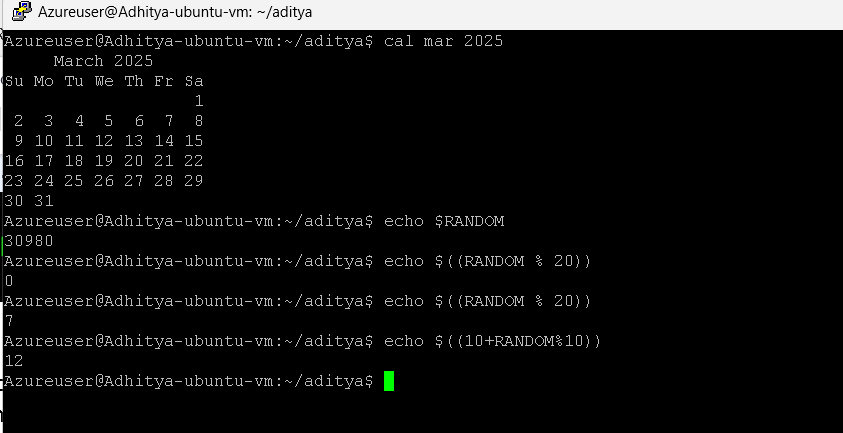 Azureuser@Adhitya-ubuntu-vm: ~/aditya
Azureuser@Adhitya-ubuntu-vm:~/aditya$ cal mar 2025
     March 2025
Su Mo Tu We Th Fr Sa
                   1
 2  3  4  5  6  7  8
 9 10 11 12 13 14 15
16 17 18 19 20 21 22
23 24 25 26 27 28 29
30 31
Azureuser@Adhitya-ubuntu-vm:~/aditya$ echo $RANDOM
30980
Azureuser@Adhitya-ubuntu-vm:~/aditya$ echo $((RANDOM % 20))
0
Azureuser@Adhitya-ubuntu-vm:~/aditya$ echo $((RANDOM % 20))
7
Azureuser@Adhitya-ubuntu-vm:~/aditya$ echo $((10+RANDOM%10))
12
Azureuser@Adhitya-ubuntu-vm:~/aditya$